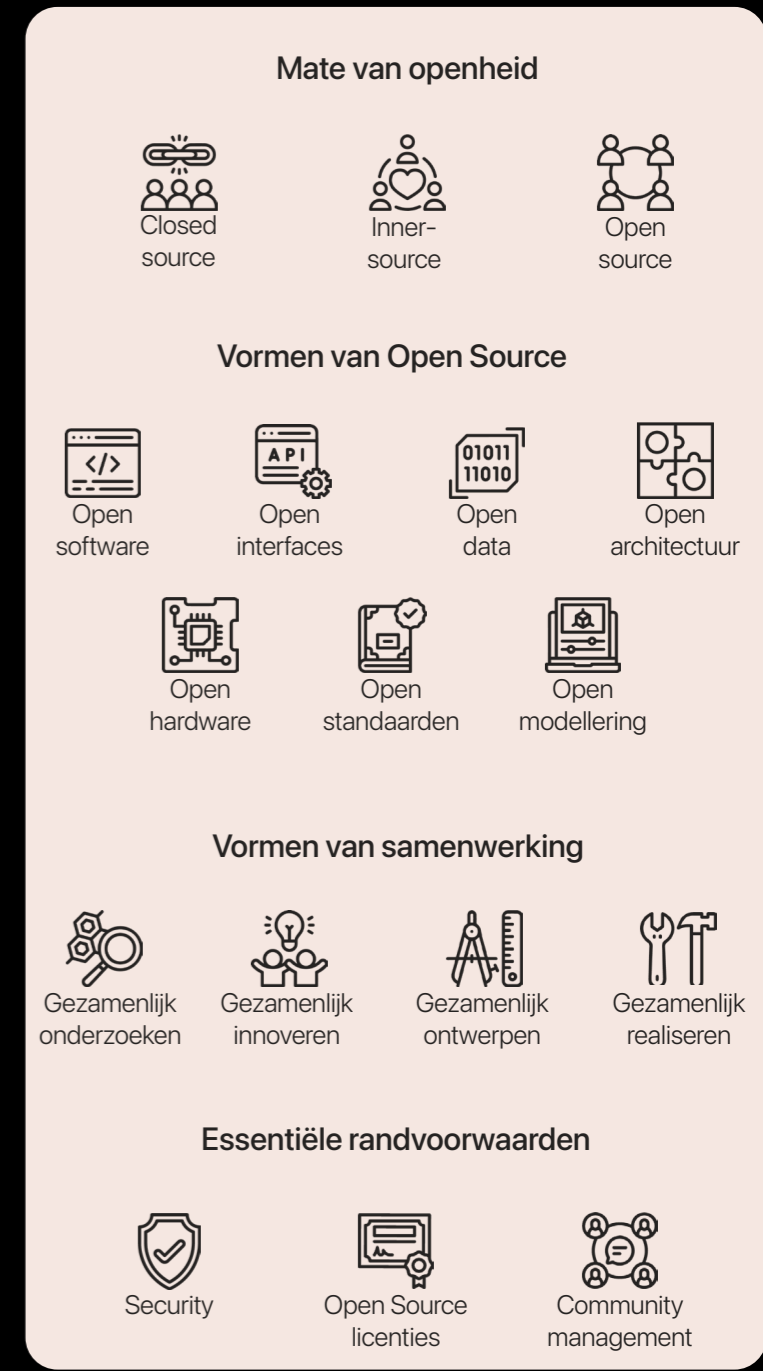 Mate van openheid
Closed
source
Inner-
source
Open
source
Vormen van Open Source
</>
Open
software
API
Open
interfaces
01011
11010
Open
data
Open
architectuur
Open
hardware
Open
standaarden
Open
modellering
Vormen van samenwerking
Gezamenlijk
onderzoeken
Gezamenlijk
innoveren
Gezamenlijk
ontwerpen
Gezamenlijk
realiseren
Essentiële randvoorwaarden
Security
Open Source
licenties
Community
management